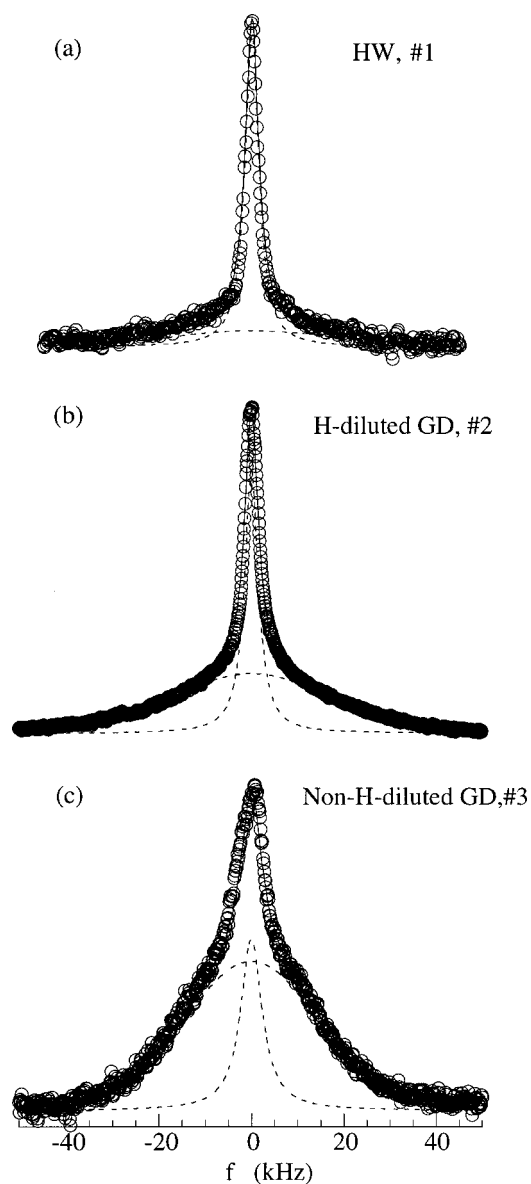 (a)
HW, #1
(b)
H-diluted GD, #2
(c)
Non-H-diluted GD,#3
-40 -20 0 20 40
f (kHz)